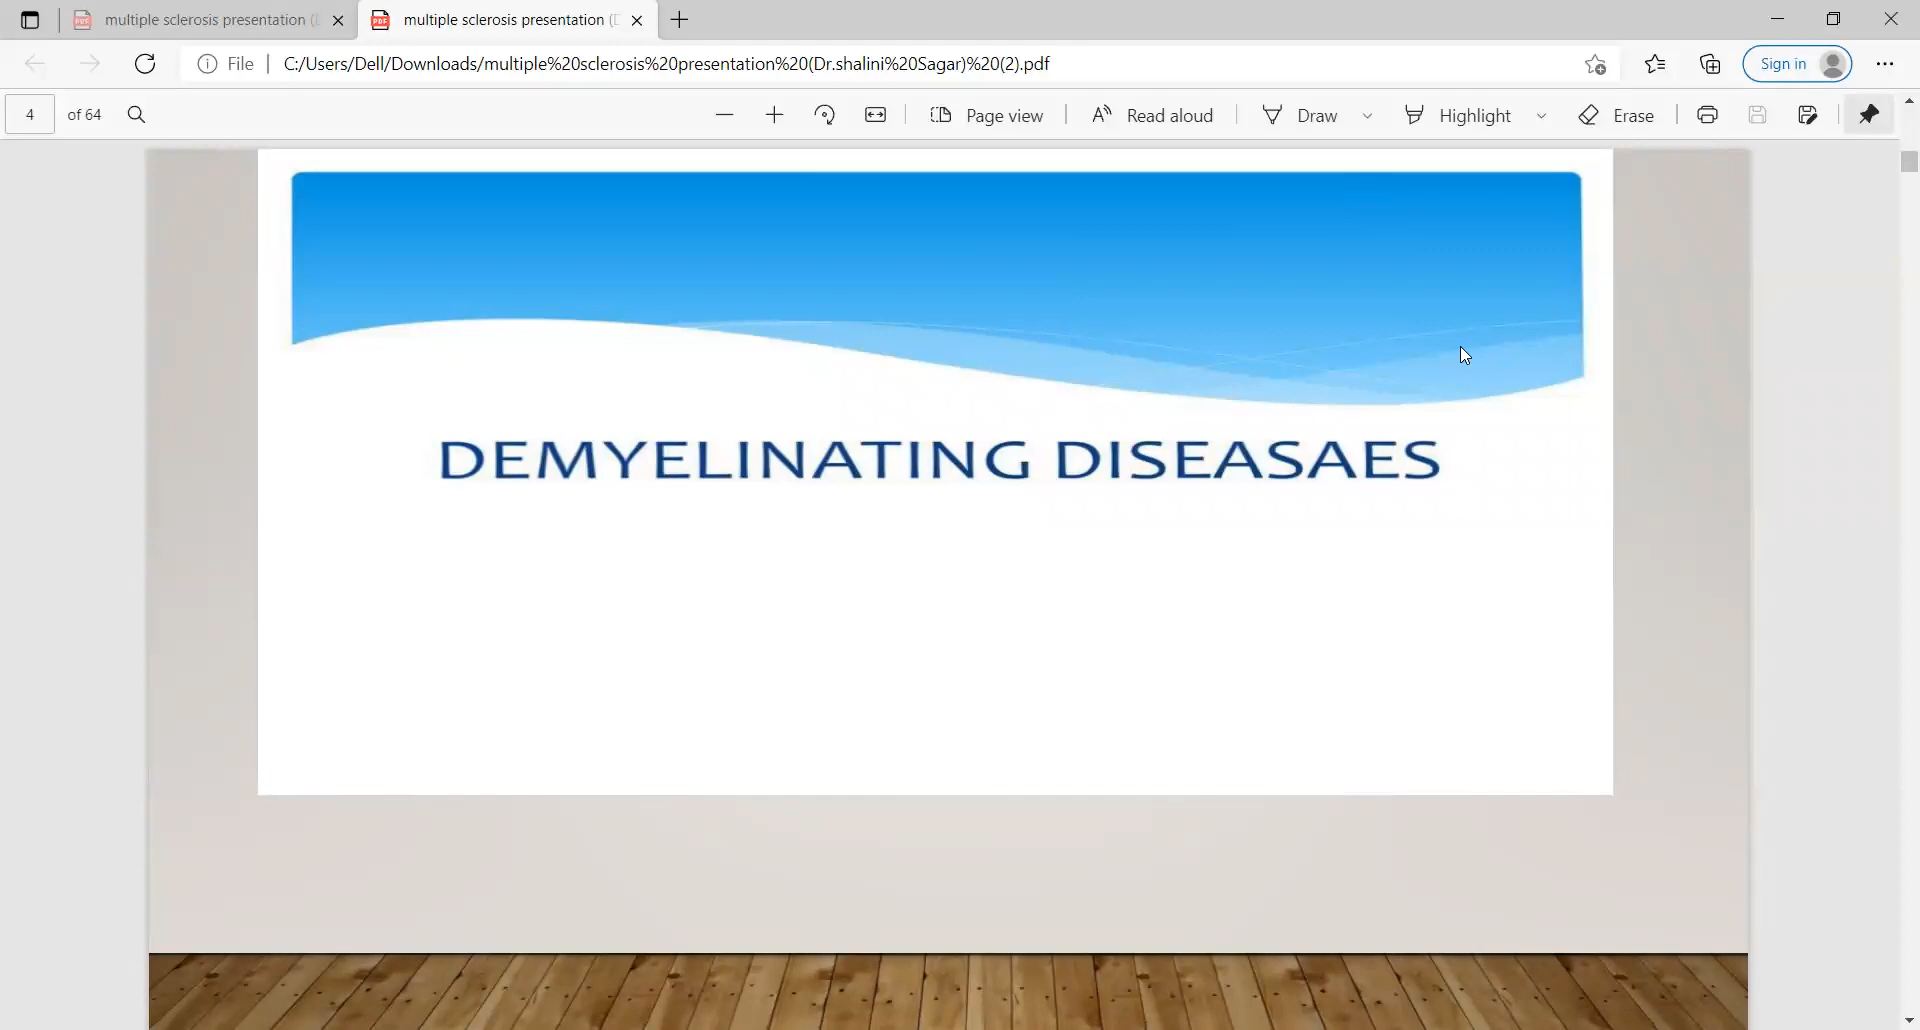 multiple sclerosis presentation (
multiple sclerosis presentation (D
File
C:/Users/Dell/Downloads/multiple%20sclerosis%20presentation%20(Dr.shalini%20Sagar)%20(2).pdf
Sign in
4 of 64
Page view
Read aloud
Draw
Highlight
Erase
DEMYELINATING DISEASAES